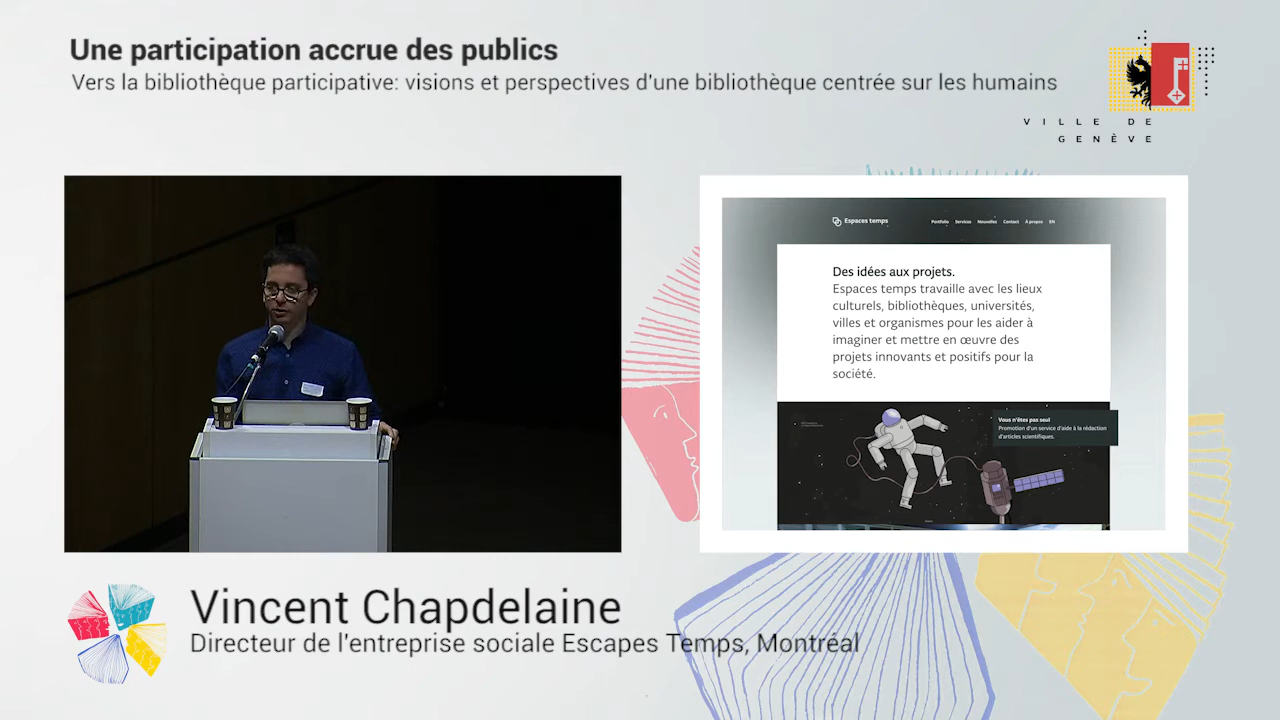 Une participation accrue des publics
Vers la bibliothèque participative: visions et perspectives d'une bibliothèque centrée sur les humains
VILLE DE
GENÈVE
Espaces temps
Portfolio Services Nouvelles Contact À propos EN
Des idées aux projets.
Espaces temps travaille avec les lieux
culturels, bibliothèques, universités,
villes et organismes pour les aider à
imaginer et mettre en œuvre des
projets innovants et positifs pour la
société.
Vous n'êtes pas seul
Promotion d'un service d'aide à la rédaction
d'articles scientifiques.
Vincent Chapdelaine
Directeur de l'entreprise sociale Escapes Temps, Montréal